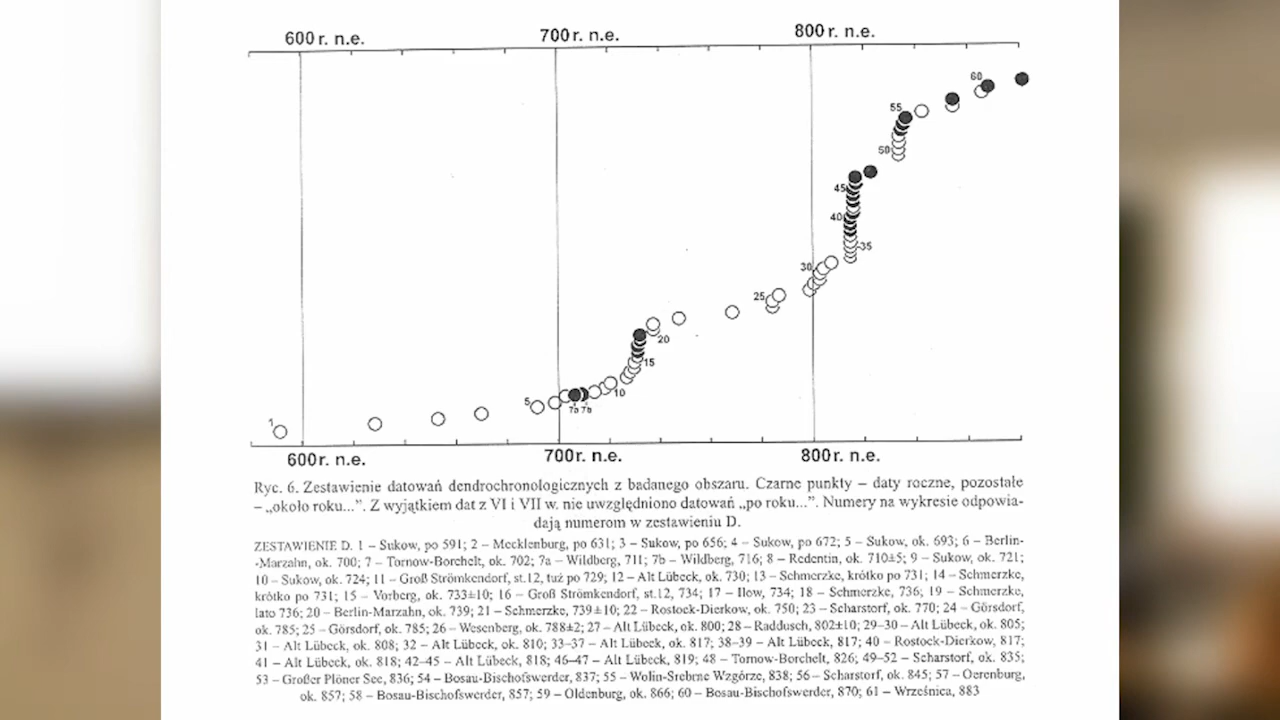 600 r. n.e. 700 r. n.e. 800 r. n.e.
60
55
50
45
40
35
30
25
20
15
10
5
7a 7b
1
600 r. n.e. 700 r. n.e. 800 r. n.e.
Ryc. 6. Zestawienie datowań dendrochronologicznych z badanego obszaru. Czarne punkty – daty roczne, pozostałe
– „około roku...”. Z wyjątkiem dat z VI i VII w. nie uwzględniono datowań „po roku...”. Numery na wykresie odpowia-
dają numerom w zestawieniu D.
ZESTAWIENIE D. 1 – Sukow, po 591; 2 – Mecklenburg, po 631; 3 – Sukow, po 656; 4 – Sukow, po 672; 5 – Sukow, ok. 693; 6 – Berlin-
-Marzahn, ok. 700; 7 – Tornow-Borchelt, ok. 702; 7a – Wildberg, 711; 7b – Wildberg, 716; 8 – Redentin, ok. 710±5; 9 – Sukow, ok. 721;
10 – Sukow, ok. 724; 11 – Groß Strömkendorf, st.12, tuż po 729; 12 – Alt Lübeck, ok. 730; 13 – Schmerzke, krótko po 731; 14 – Schmerzke,
krótko po 731; 15 – Vorberg, ok. 733±10; 16 – Groß Strömkendorf, st.12, 734; 17 – Ilow, 734; 18 – Schmerzke, 736; 19 – Schmerzke,
lato 736; 20 – Berlin-Marzahn, ok. 739; 21 – Schmerzke, 739±10; 22 – Rostock-Dierkow, ok. 750; 23 – Scharstorf, ok. 770; 24 – Görsdorf,
ok. 785; 25 – Görsdorf, ok. 785; 26 – Wesenberg, ok. 788±2; 27 – Alt Lübeck, ok. 800; 28 – Raddusch, 802±10; 29–30 – Alt Lübeck, ok. 805;
31 – Alt Lübeck, ok. 808; 32 – Alt Lübeck, ok. 810; 33–37 – Alt Lübeck, ok. 817; 38–39 – Alt Lübeck, 817; 40 – Rostock-Dierkow, 817;
41 – Alt Lübeck, ok. 818; 42–45 – Alt Lübeck, 818; 46–47 – Alt Lübeck, 819; 48 – Tornow-Borchelt, 826; 49–52 – Scharstorf, ok. 835;
53 – Großer Plöner See, 836; 54 – Bosau-Bischofswerder, 837; 55 – Wolin-Srebrne Wzgórze, 838; 56 – Scharstorf, ok. 845; 57 – Oerenburg,
ok. 857; 58 – Bosau-Bischofswerder, 857; 59 – Oldenburg, ok. 866; 60 – Bosau-Bischofswerder, 870; 61 – Wrześnica, 883